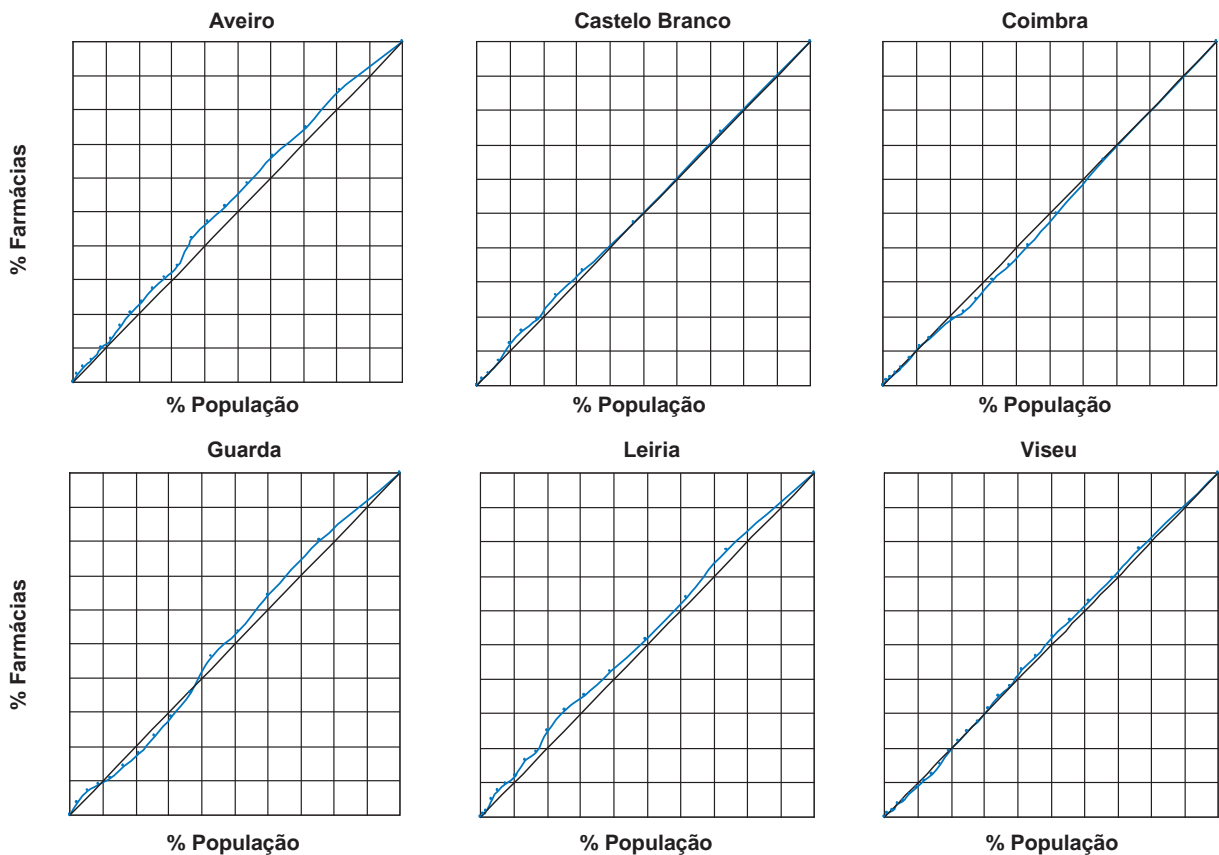 Aveiro
Castelo Branco
Coimbra
% Farmácias
% População
% População
% População
Guarda
Leiria
Viseu
% Farmácias
% População
% População
% População